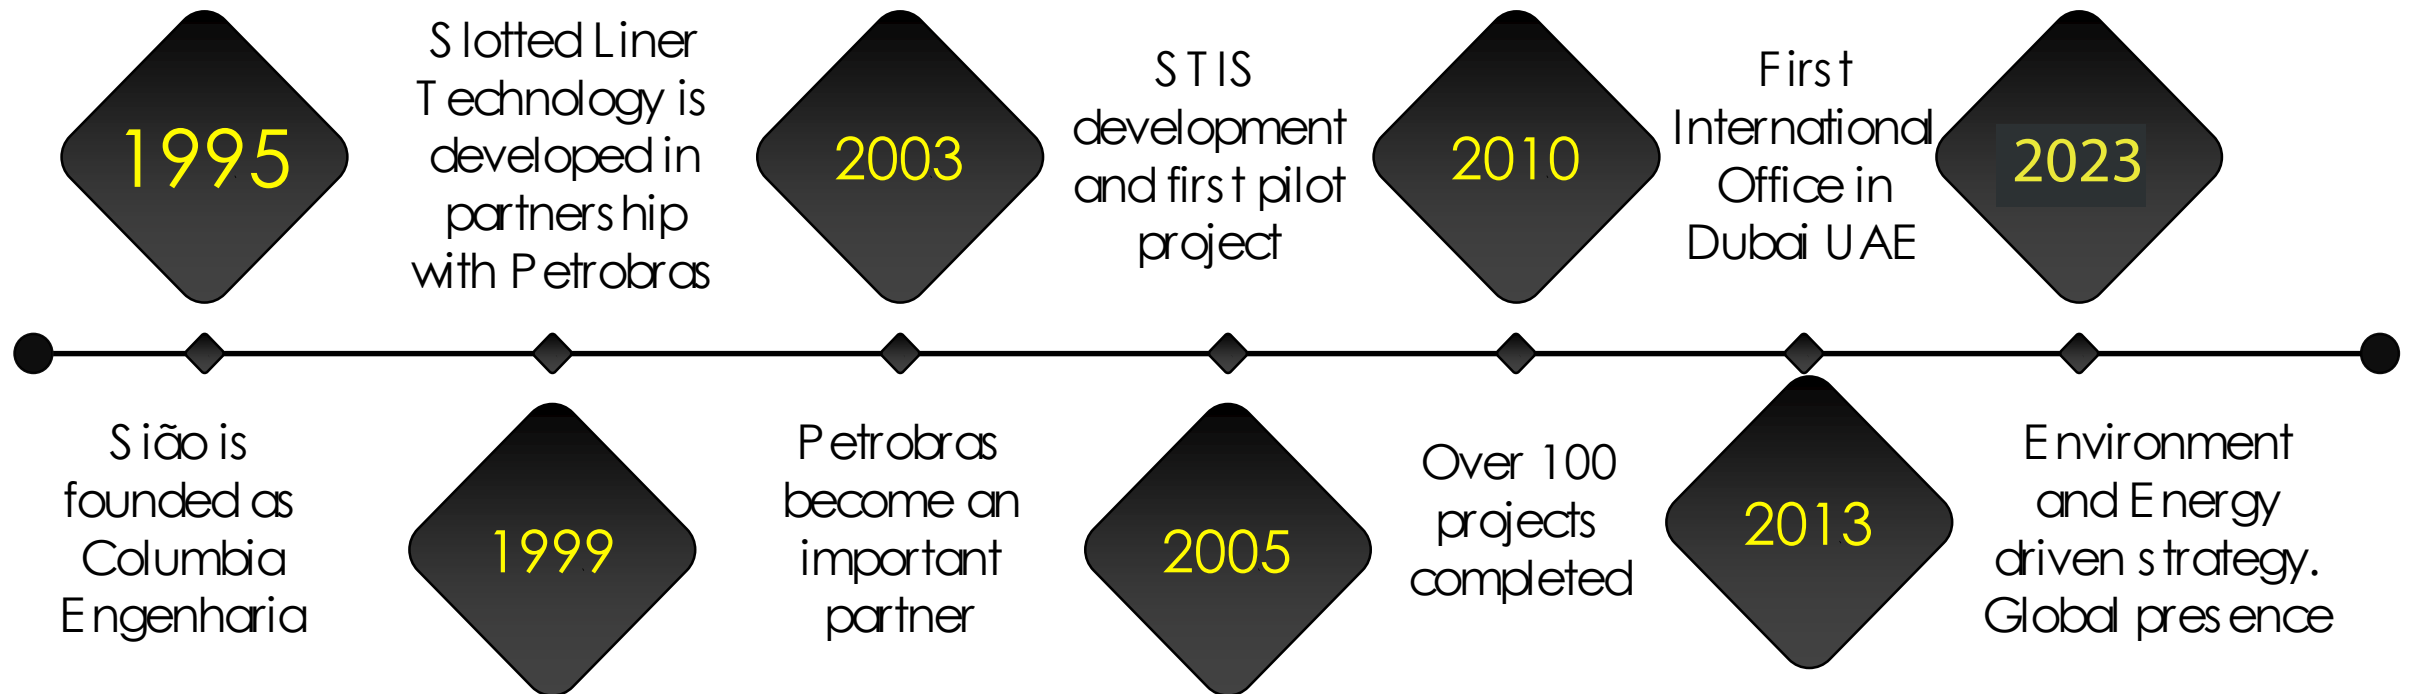 1995
Sião is
founded as
Columbia
Engenharia
Slotted Liner
Technology is
developed in
partnership
with Petrobras
1999
2003
Petrobras
become an
important
partner
STIS
development
and first pilot
project
2005
2010
Over 100
projects
completed
First
International
Office in
Dubai UAE
2013
2023
Environment
and Energy
driven strategy.
Global presence